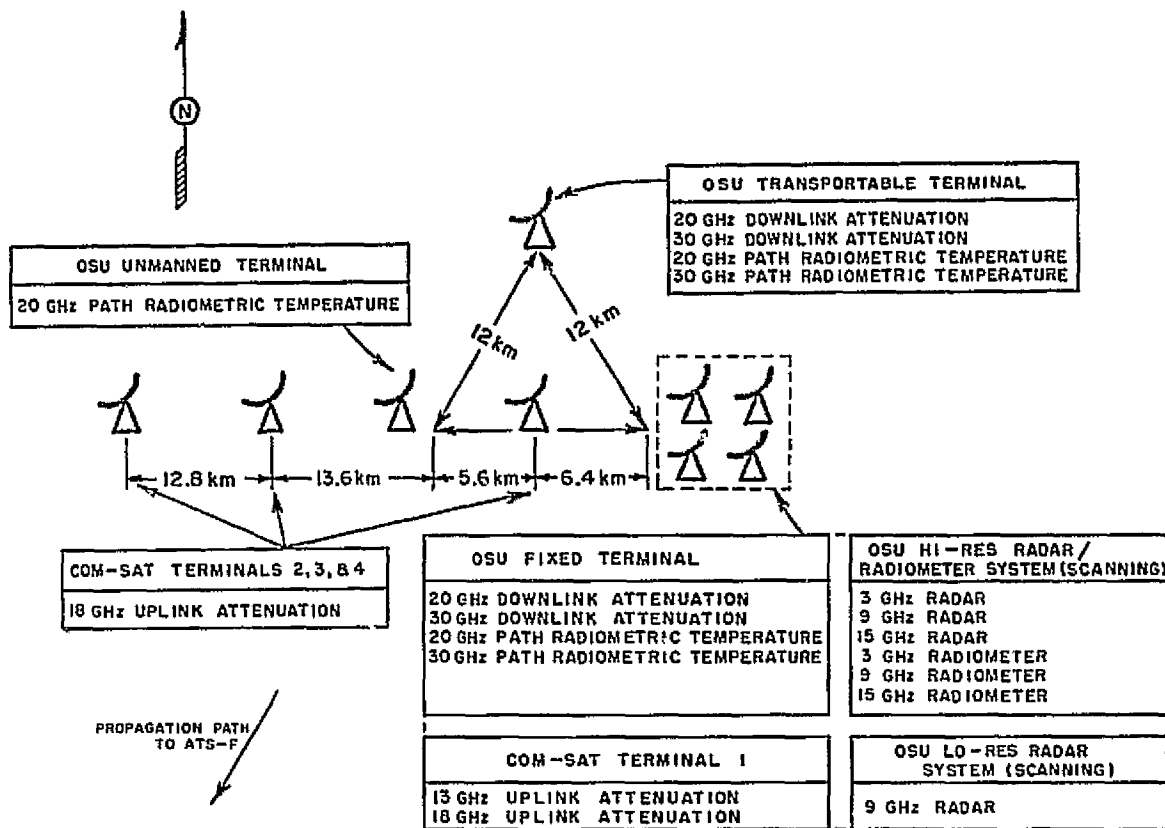 N
OSU TRANSPORTABLE TERMINAL
20 GHz DOWNLINK ATTENUATION
30 GHz DOWNLINK ATTENUATION
20 GHz PATH RADIOMETRIC TEMPERATURE
30 GHz PATH RADIOMETRIC TEMPERATURE
OSU UNMANNED TERMINAL
20 GHz PATH RADIOMETRIC TEMPERATURE
12 km
12 km
12.8 km
13.6 km
5.6 km
6.4 km
COM-SAT TERMINALS 2, 3, & 4
18 GHz UPLINK ATTENUATION
PROPAGATION PATH
TO ATS-F
OSU FIXED TERMINAL
20 GHz DOWNLINK ATTENUATION
30 GHz DOWNLINK ATTENUATION
20 GHz PATH RADIOMETRIC TEMPERATURE
30 GHz PATH RADIOMETRIC TEMPERATURE
OSU HI-RES RADAR/
RADIOMETER SYSTEM (SCANNING)
3 GHz RADAR
9 GHz RADAR
15 GHz RADAR
3 GHz RADIOMETER
9 GHz RADIOMETER
15 GHz RADIOMETER
COM-SAT TERMINAL 1
13 GHz UPLINK ATTENUATION
18 GHz UPLINK ATTENUATION
OSU LO-RES RADAR
SYSTEM (SCANNING)
9 GHz RADAR